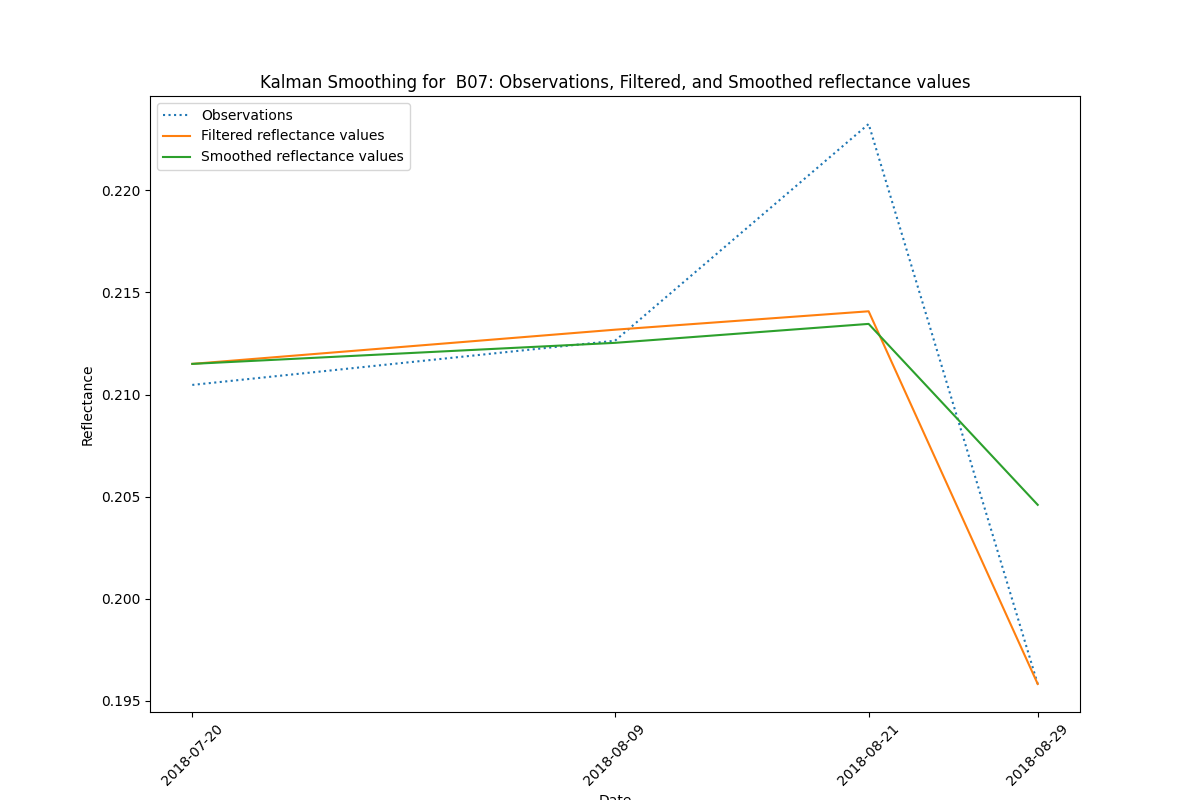 Kalman Smoothing for  B07: Observations, Filtered, and Smoothed reflectance values
Observations
Filtered reflectance values
Smoothed reflectance values
0.220
0.215
0.210
0.205
0.200
0.195
Reflectance
2018-07-20
2018-08-09
2018-08-21
2018-08-29
Date